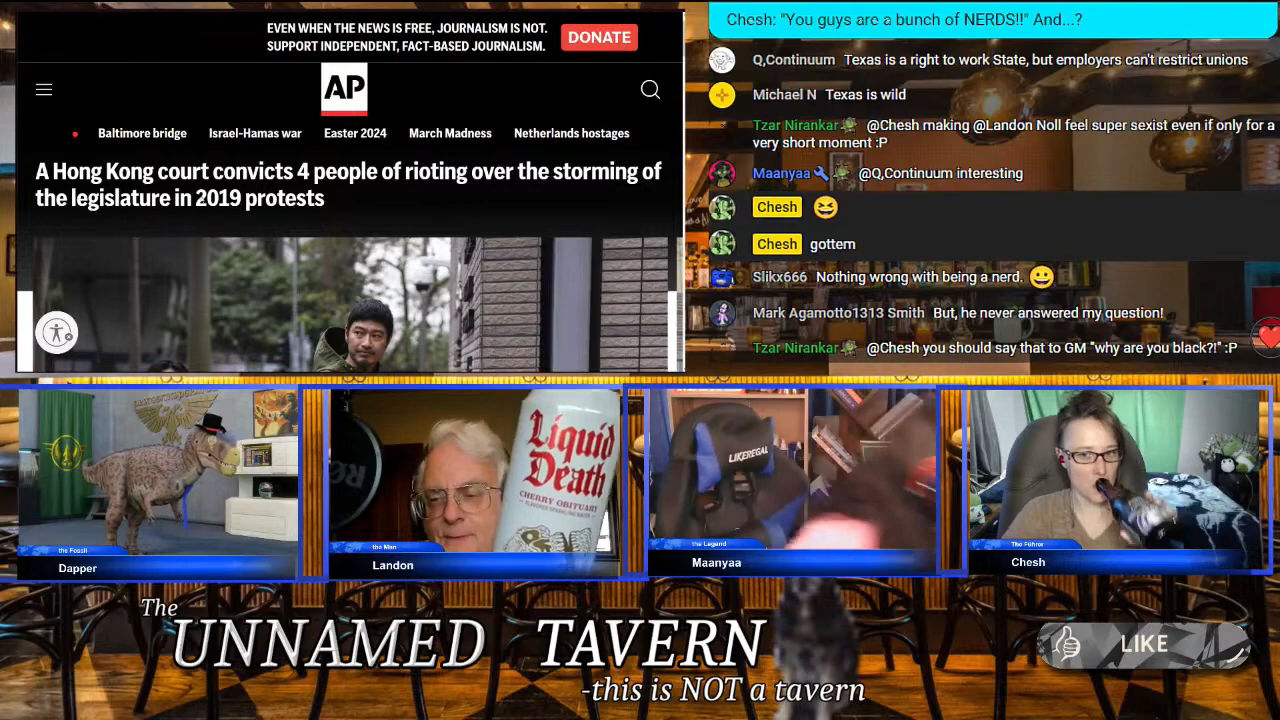 EVEN WHEN THE NEWS IS FREE, JOURNALISM IS NOT.
SUPPORT INDEPENDENT, FACT-BASED JOURNALISM.
DONATE
AP
Baltimore bridge
Israel-Hamas war
Easter 2024
March Madness
Netherlands hostages
A Hong Kong court convicts 4 people of rioting over the storming of
the legislature in 2019 protests
Chesh: "You guys are a bunch of NERDS!!" And...?
Q,Continuum Texas is a right to work State, but employers can't restrict unions
Michael N Texas is wild
Tzar Nirankar @Chesh making @Landon Noll feel super sexist even if only for a
very short moment :P
Maanyaa @Q,Continuum interesting
Chesh 😆
Chesh gottem
Slikx666 Nothing wrong with being a nerd. 😀
Mark Agamotto1313 Smith But, he never answered my question!
Tzar Nirankar @Chesh you should say that to GM "why are you black?!" :P
the Fossil
Dapper
Liquid
Death
CHERRY OBITUARY
the Man
Landon
LIKEREGAL
the Legend
Maanyaa
The Führer
Chesh
The
UNNAMED TAVERN
-this is NOT a tavern
LIKE